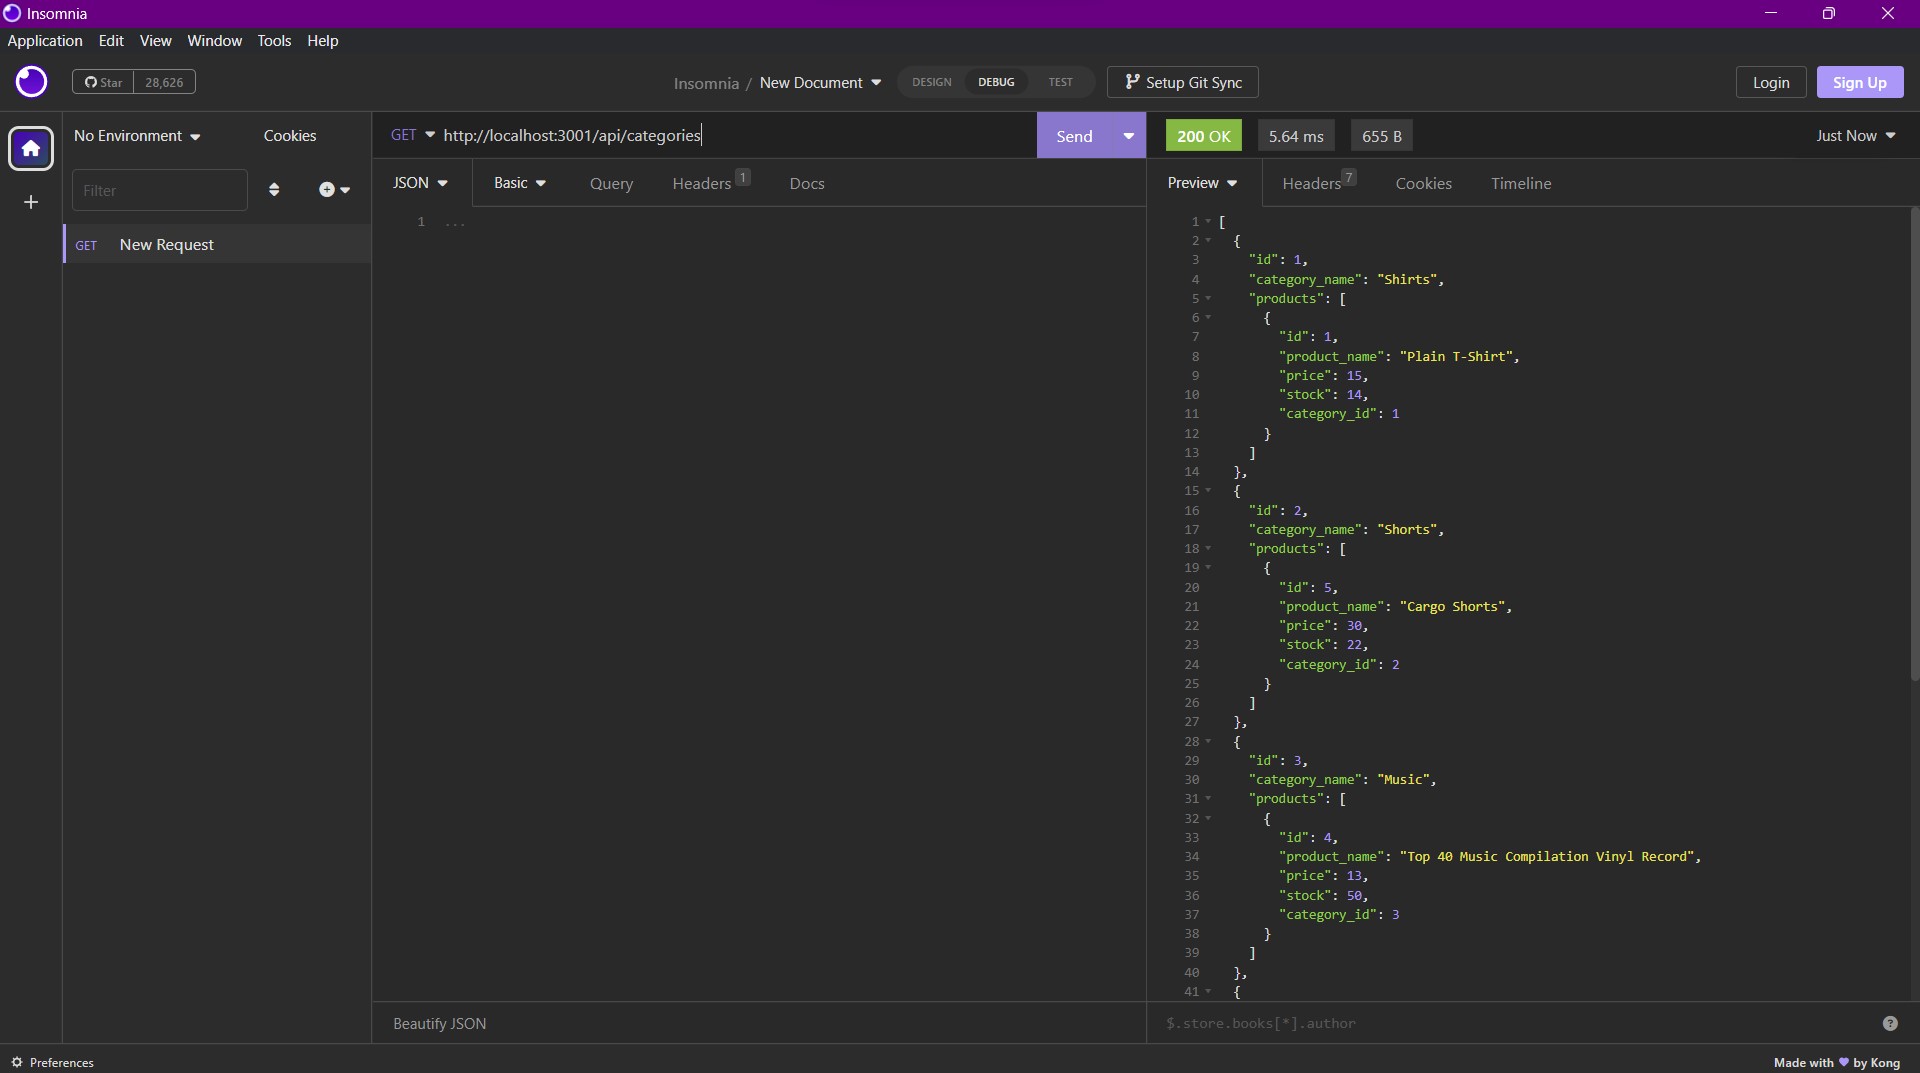 Insomnia
Application Edit View Window Tools Help
Star 28,626
Insomnia / New Document DESIGN DEBUG TEST Setup Git Sync
Login Sign Up
No Environment Cookies
GET http://localhost:3001/api/categories Send
200 OK 5.64 ms 655 B Just Now
Filter
GET New Request
JSON Basic Query Headers 1 Docs
1 ...
Beautify JSON
Preview Headers 7 Cookies Timeline
1 [
2 {
3 "id": 1,
4 "category_name": "Shirts",
5 "products": [
6 {
7 "id": 1,
8 "product_name": "Plain T-Shirt",
9 "price": 15,
10 "stock": 14,
11 "category_id": 1
12 }
13 ]
14 },
15 {
16 "id": 2,
17 "category_name": "Shorts",
18 "products": [
19 {
20 "id": 5,
21 "product_name": "Cargo Shorts",
22 "price": 30,
23 "stock": 22,
24 "category_id": 2
25 }
26 ]
27 },
28 {
29 "id": 3,
30 "category_name": "Music",
31 "products": [
32 {
33 "id": 4,
34 "product_name": "Top 40 Music Compilation Vinyl Record",
35 "price": 13,
36 "stock": 50,
37 "category_id": 3
38 }
39 ]
40 },
41 {
$.store.books[*].author ?
Preferences
Made with ♥ by Kong